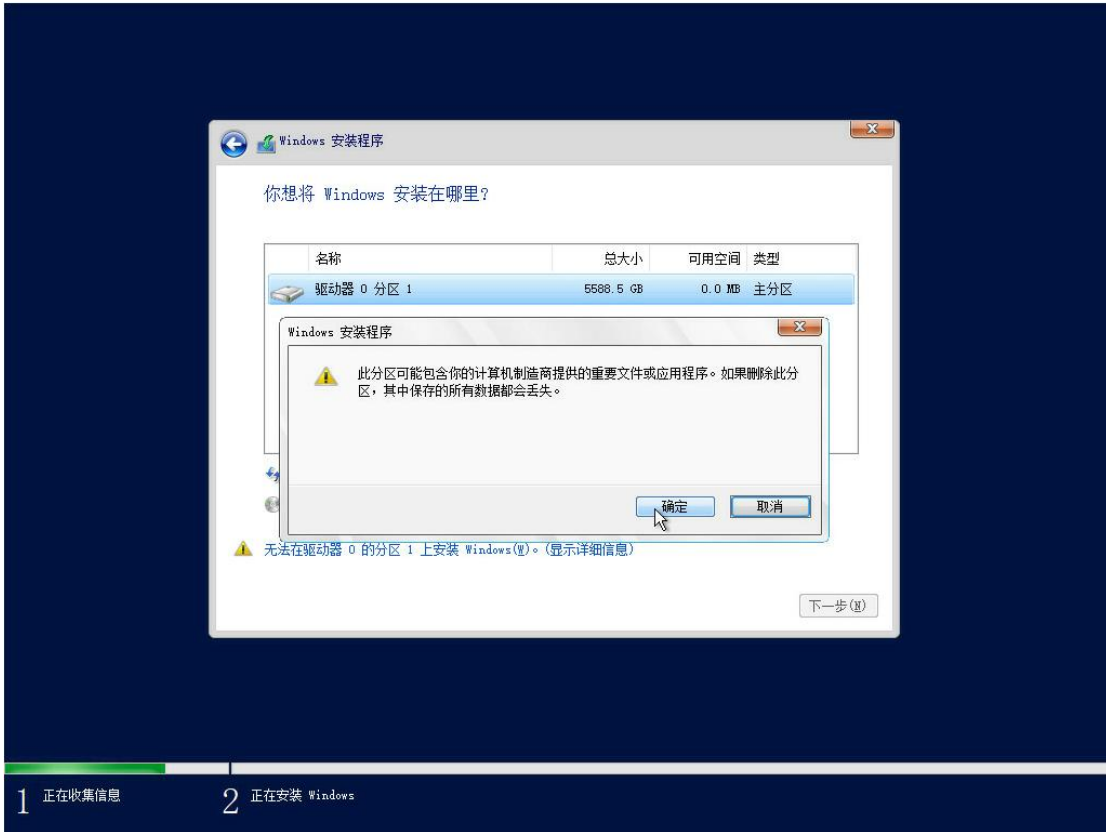 Windows 安装程序
你想将 Windows 安装在哪里?
名称 总大小 可用空间 类型
驱动器 0 分区 1 5588.5 GB 0.0 MB 主分区
Windows 安装程序
此分区可能包含你的计算机制造商提供的重要文件或应用程序。如果删除此分
区，其中保存的所有数据都会丢失。
确定 取消
无法在驱动器 0 的分区 1 上安装 Windows(W)。(显示详细信息)
下一步(N)
1 正在收集信息 2 正在安装 Windows